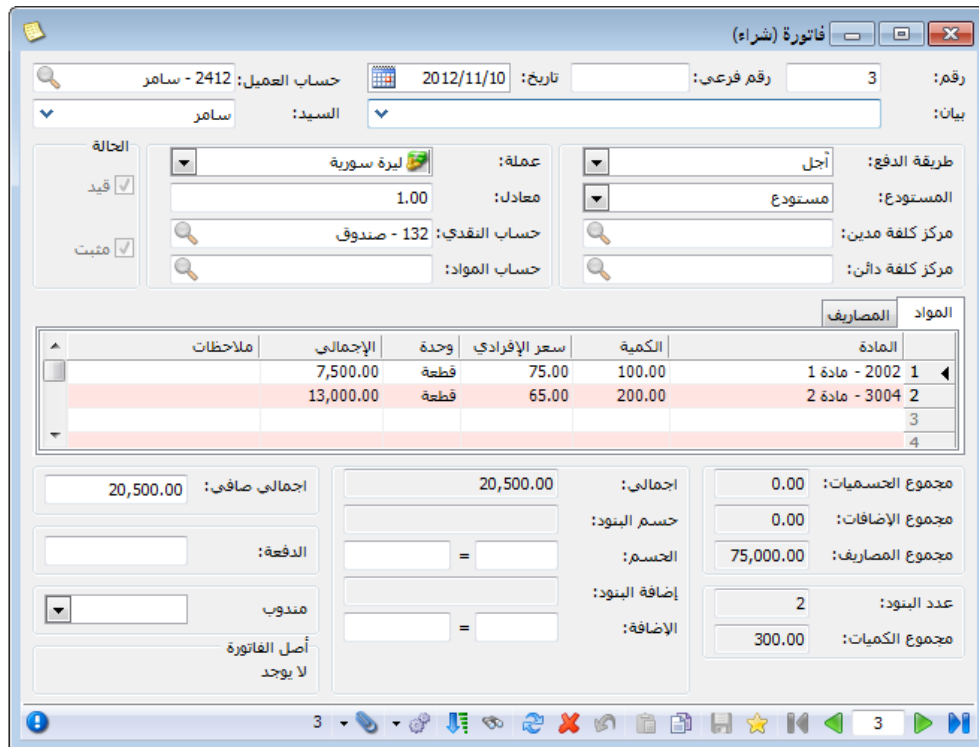 فاتورة (شراء)
رقم: 3 رقم فرعي: تاريخ: 2012/11/10 حساب العميل: 2412 - سامر
بيان: السيد: سامر
طريقة الدفع: آجل
المستودع: مستودع
مركز كلفة مدين:
مركز كلفة دائن:
عملة: ليرة سورية
معادل: 1.00
حساب النقدي: 132 - صندوق
حساب المواد:
الحالة
قيد
مثبت
المواد المصاريف
المادة الكمية سعر الإفرادي وحدة الإجمالي ملاحظات
1 2002 - مادة 1 100.00 75.00 قطعة 7,500.00
2 3004 - مادة 2 200.00 65.00 قطعة 13,000.00
3
4
مجموع الحسميات: 0.00
مجموع الإضافات: 0.00
مجموع المصاريف: 75,000.00
عدد البنود: 2
مجموع الكميات: 300.00
اجمالي: 20,500.00
حسم البنود:
الحسم: =
إضافة البنود:
الإضافة: =
اجمالي صافي: 20,500.00
الدفعة:
مندوب
أصل الفاتورة
لا يوجد
3
3